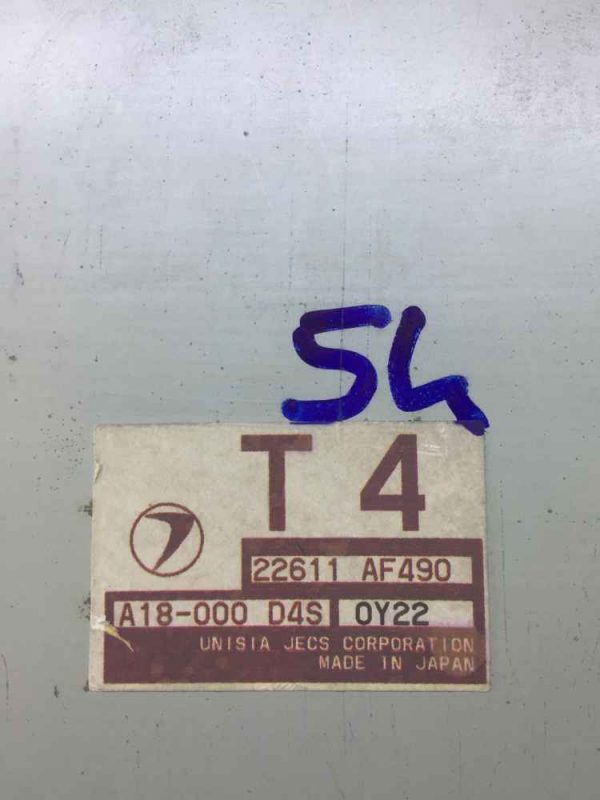 54
T 4
22611 AF490
A18-000 D4S 0Y22
UNISIA JECS CORPORATION
MADE IN JAPAN